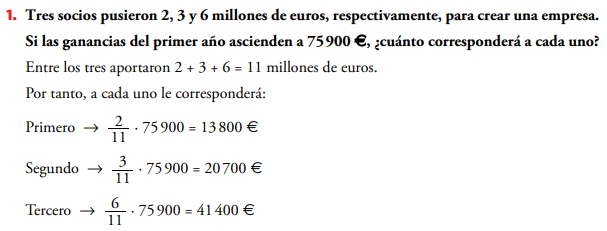 1. Tres socios pusieron 2, 3 y 6 millones de euros, respectivamente, para crear una empresa.
Si las ganancias del primer año ascienden a 75 900 €, ¿cuánto corresponderá a cada uno?
Entre los tres aportaron 2 + 3 + 6 = 11 millones de euros.
Por tanto, a cada uno le corresponderá:
Primero → 2/11 · 75 900 = 13 800 €
Segundo → 3/11 · 75 900 = 20 700 €
Tercero → 6/11 · 75 900 = 41 400 €